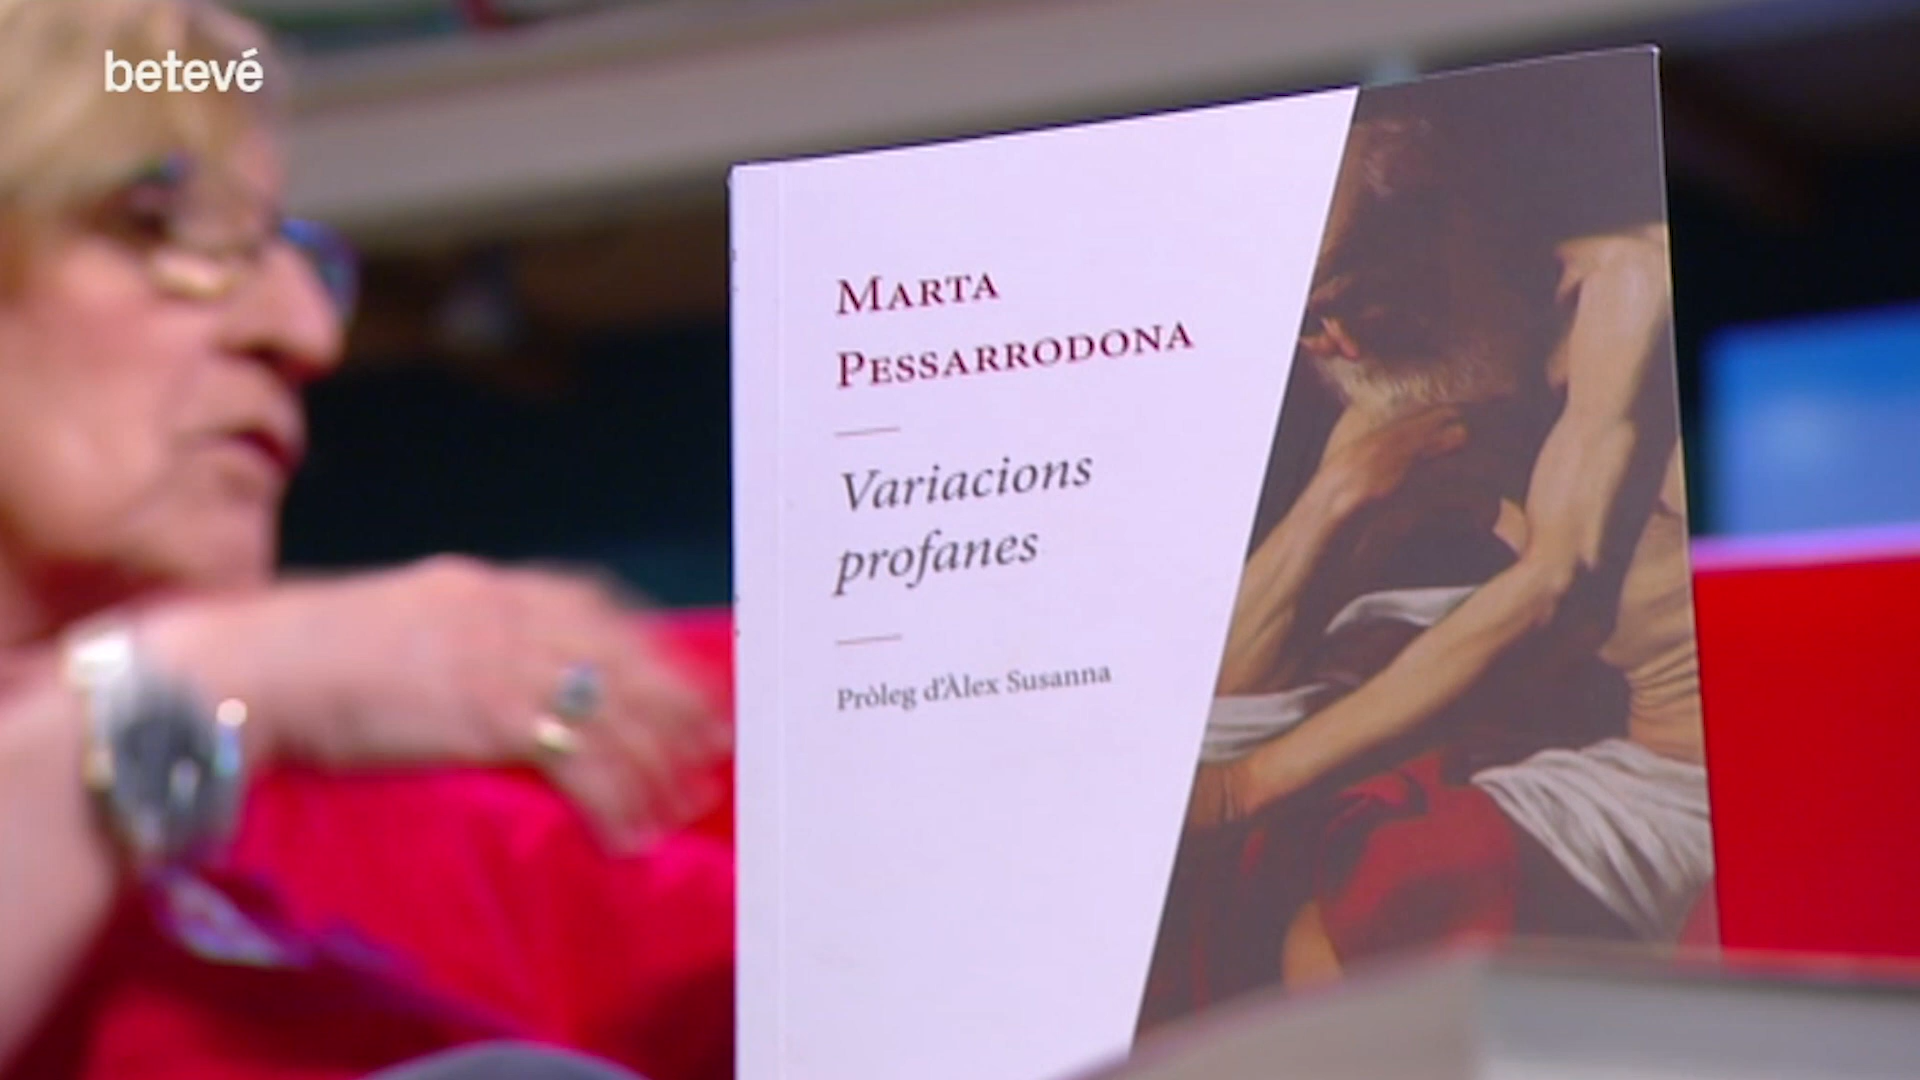 betevé
MARTA
PESSARRODONA
Variacions
profanes
Pròleg d'Àlex Susanna